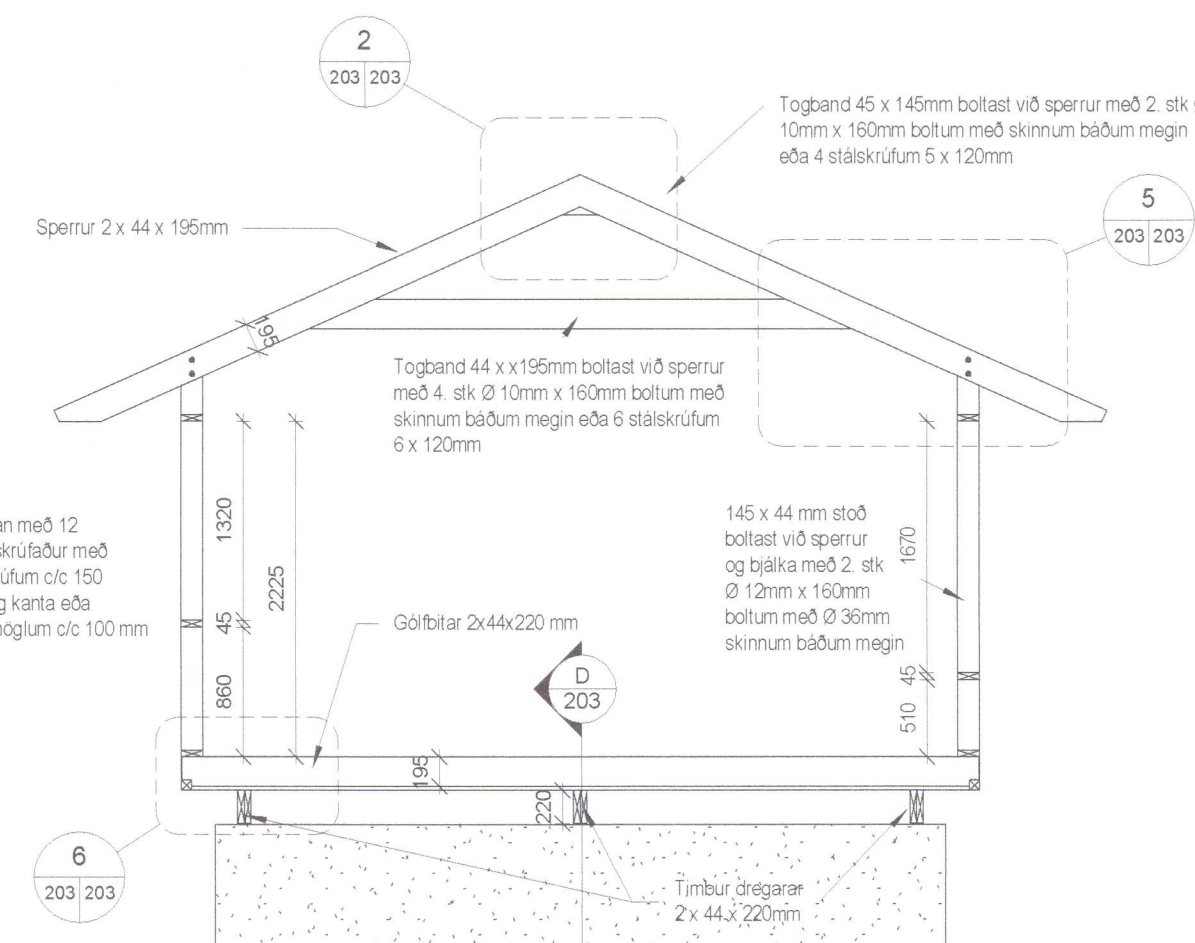 2
203 203
Togband 45 x 145mm boltast við sperrur með 2. stk
10mm x 160mm boltum með skinnum báðum megin
eða 4 stálskrúfum 5 x 120mm
5
203 203
Sperrur 2 x 44 x 195mm
195
Togband 44 x x195mm boltast við sperrur
með 4. stk Ø 10mm x 160mm boltum með
skinnum báðum megin eða 6 stálskrúfum
6 x 120mm
an með 12
skrúfaður með
úfum c/c 150
g kanta eða
nöglum c/c 100 mm
1320
2225
45
860
145 x 44 mm stoð
boltast við sperrur
og bjálka með 2. stk
Ø 12mm x 160mm
boltum með Ø 36mm
skinnum báðum megin
1670
45
510
Gólfbitar 2x44x220 mm
D
203
195
220
6
203 203
Timbur dregarar
2 x 44 x 220mm